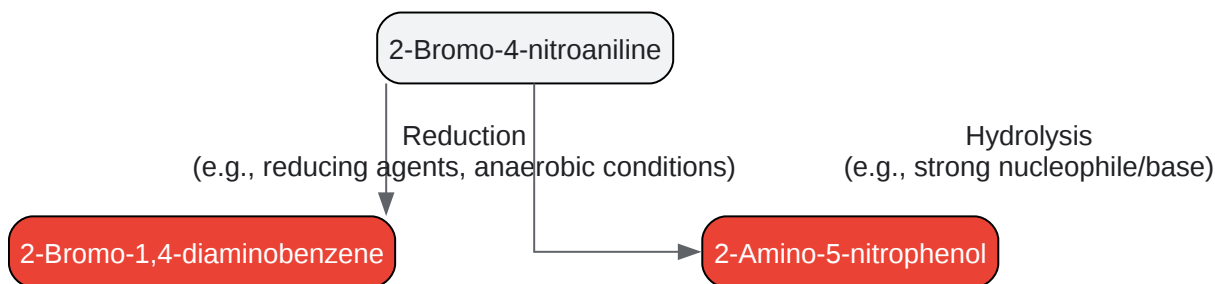 2-Bromo-4-nitroaniline
Reduction
(e.g., reducing agents, anaerobic conditions)
Hydrolysis
(e.g., strong nucleophile/base)
2-Bromo-1,4-diaminobenzene
2-Amino-5-nitrophenol